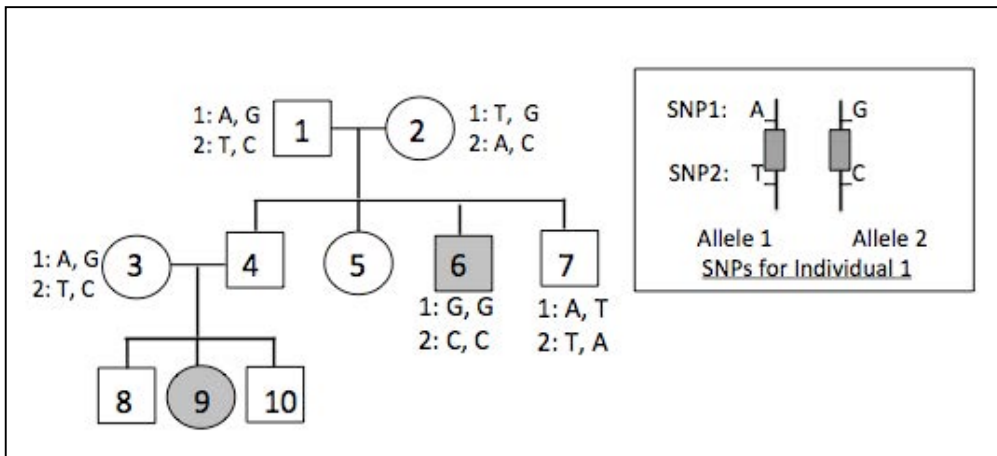 1: A, G
2: T, C
1
2
1: T, G
2: A, C
1: A, G
2: T, C
3
4
5
6
7
1: G, G
2: C, C
1: A, T
2: T, A
8
9
10
SNP1: A G
SNP2: T C
Allele 1 Allele 2
SNPs for Individual 1